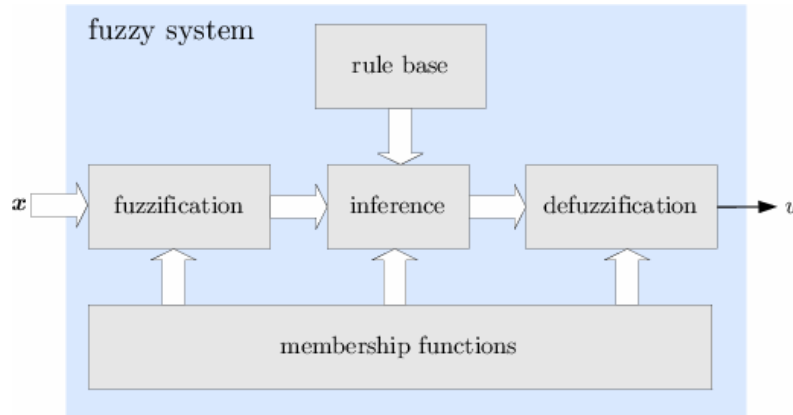 fuzzy system
rule base
x
fuzzification
inference
defuzzification
membership functions